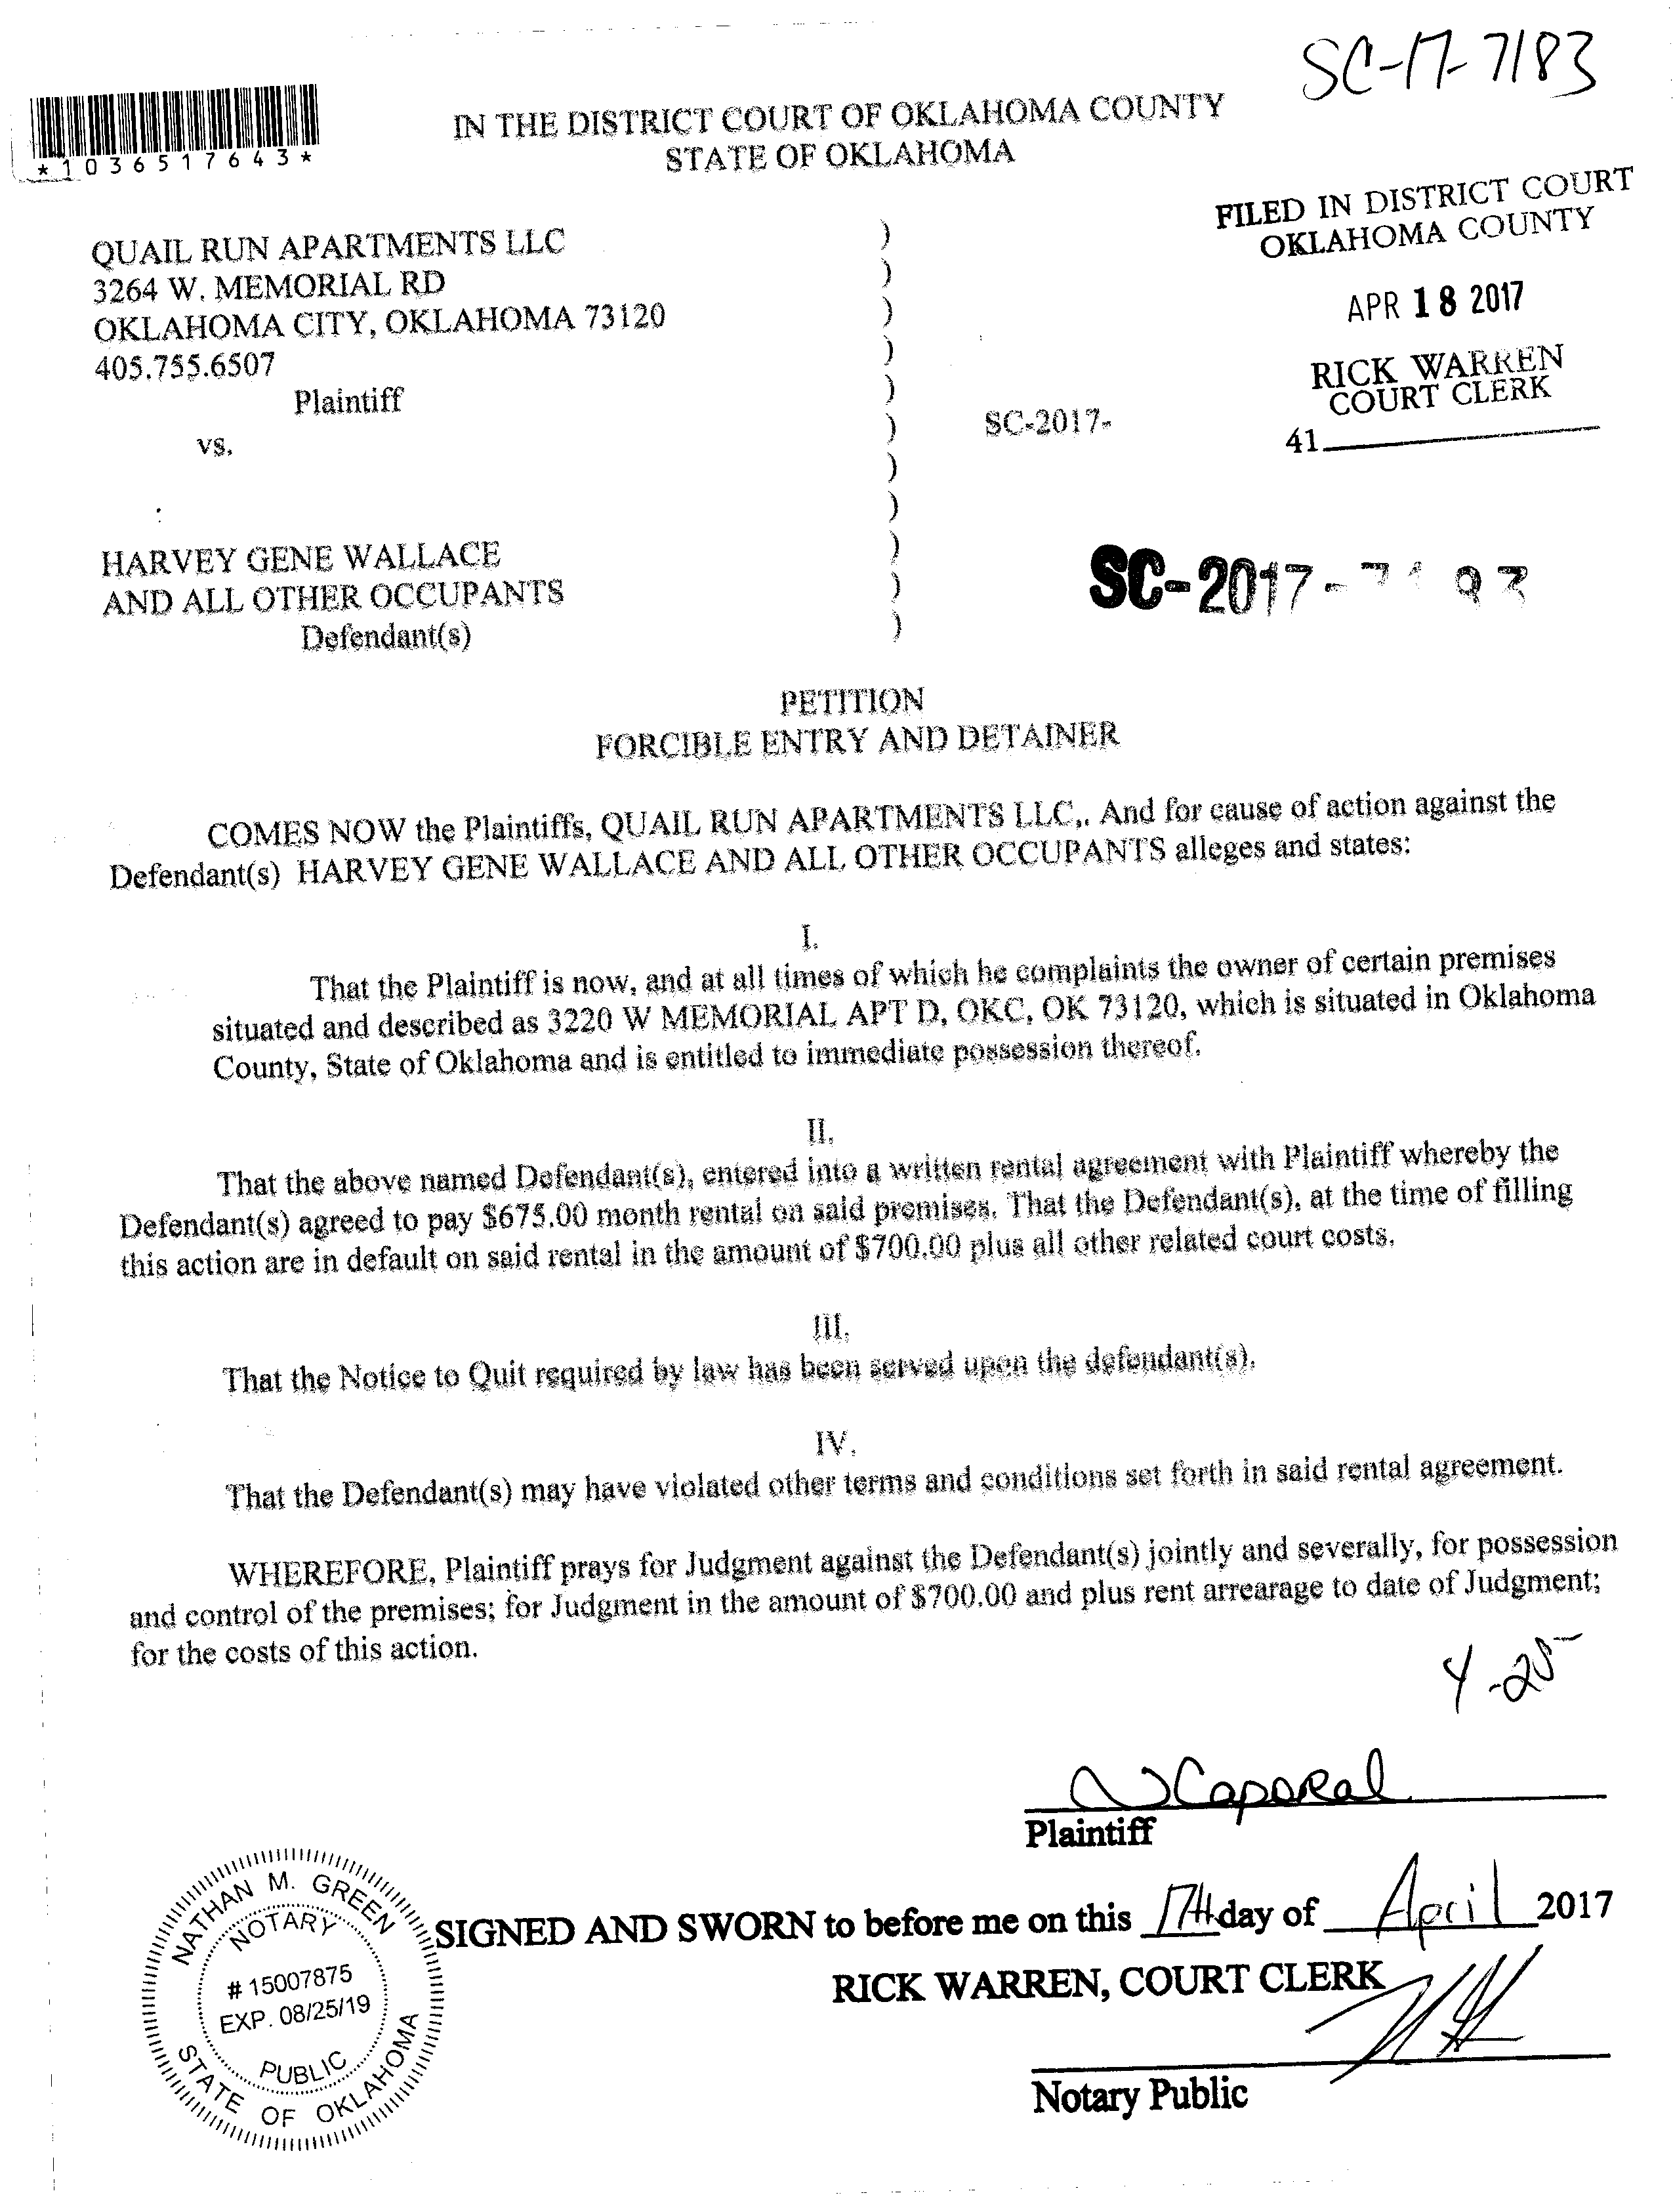 SC-17-7183
*1036517643*
IN THE DISTRICT COURT OF OKLAHOMA COUNTY
STATE OF OKLAHOMA
FILED IN DISTRICT COURT
OKLAHOMA COUNTY
APR 18 2017
RICK WARREN
COURT CLERK
41
QUAIL RUN APARTMENTS LLC )
3264 W. MEMORIAL RD )
OKLAHOMA CITY, OKLAHOMA 73120 )
405.755.6507 )
Plaintiff )
vs. ) SC-2017-
)
)
HARVEY GENE WALLACE )
AND ALL OTHER OCCUPANTS )
Defendant(s) )
SC-2017-
PETITION
FORCIBLE ENTRY AND DETAINER
COMES NOW the Plaintiffs, QUAIL RUN APARTMENTS LLC,. And for cause of action against the
Defendant(s) HARVEY GENE WALLACE AND ALL OTHER OCCUPANTS alleges and states:
I.
That the Plaintiff is now, and at all times of which he complaints the owner of certain premises
situated and described as 3220 W MEMORIAL APT D, OKC, OK 73120, which is situated in Oklahoma
County, State of Oklahoma and is entitled to immediate possession thereof.
II.
That the above named Defendant(s), entered into a written rental agreement with Plaintiff whereby the
Defendant(s) agreed to pay $675.00 month rental on said premises. That the Defendant(s), at the time of filling
this action are in default on said rental in the amount of $700.00 plus all other related court costs.
III.
That the Notice to Quit required by law has been served upon the defendant(s).
IV.
That the Defendant(s) may have violated other terms and conditions set forth in said rental agreement.
WHEREFORE, Plaintiff prays for Judgment against the Defendant(s) jointly and severally, for possession
and control of the premises; for Judgment in the amount of $700.00 and plus rent arrearage to date of Judgment;
for the costs of this action.
4-25
N Caporal
Plaintiff
SIGNED AND SWORN to before me on this 17th day of April 2017
RICK WARREN, COURT CLERK
Notary Public
NATHAN M. GREEN
NOTARY
# 15007875
EXP. 08/25/19
PUBLIC
STATE OF OKLAHOMA